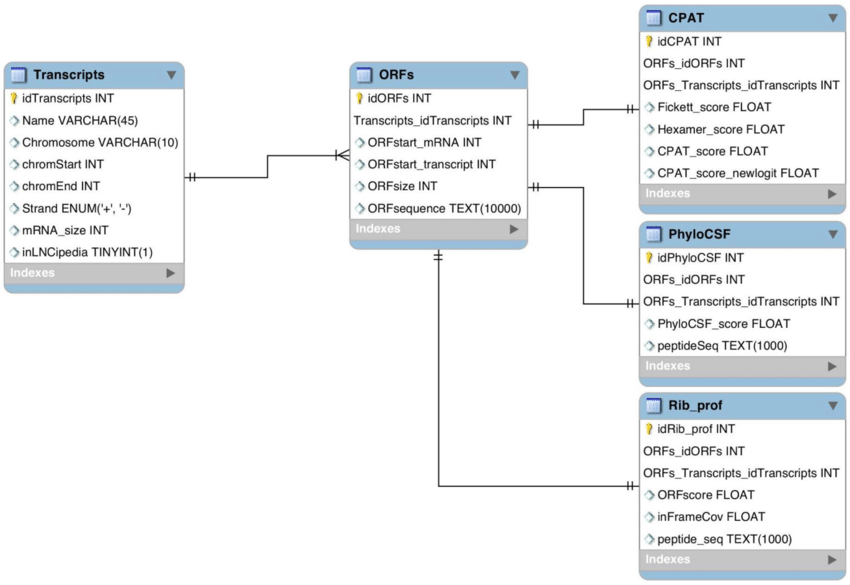 Transcripts
idTranscripts INT
Name VARCHAR(45)
Chromosome VARCHAR(10)
chromStart INT
chromEnd INT
Strand ENUM('+', '-')
mRNA_size INT
inLNCipedia TINYINT(1)
Indexes
ORFs
idORFs INT
Transcripts_idTranscripts INT
ORFstart_mRNA INT
ORFstart_transcript INT
ORFsize INT
ORFsequence TEXT(10000)
Indexes
CPAT
idCPAT INT
ORFs_idORFs INT
ORFs_Transcripts_idTranscripts INT
Fickett_score FLOAT
Hexamer_score FLOAT
CPAT_score FLOAT
CPAT_score_newlogit FLOAT
Indexes
PhyloCSF
idPhyloCSF INT
ORFs_idORFs INT
ORFs_Transcripts_idTranscripts INT
PhyloCSF_score FLOAT
peptideSeq TEXT(1000)
Indexes
Rib_prof
idRib_prof INT
ORFs_idORFs INT
ORFs_Transcripts_idTranscripts INT
ORFscore FLOAT
inFrameCov FLOAT
peptide_seq TEXT(1000)
Indexes